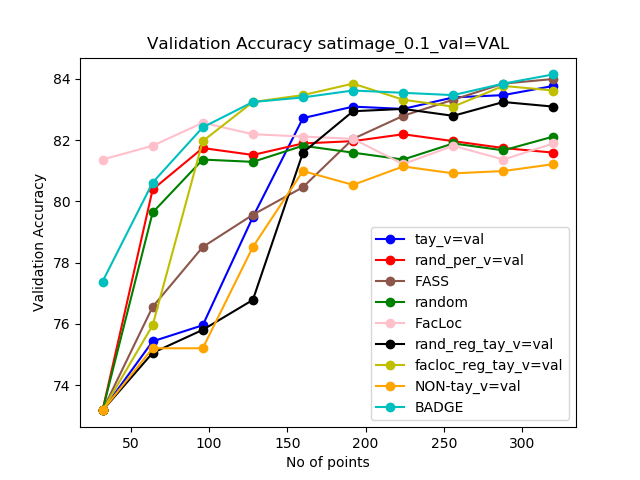 Validation Accuracy satimage_0.1_val=VAL
84
82
80
78
76
74
Validation Accuracy
50
100
150
200
250
300
No of points
tay_v=val
rand_per_v=val
FASS
random
FacLoc
rand_reg_tay_v=val
facloc_reg_tay_v=val
NON-tay_v=val
BADGE